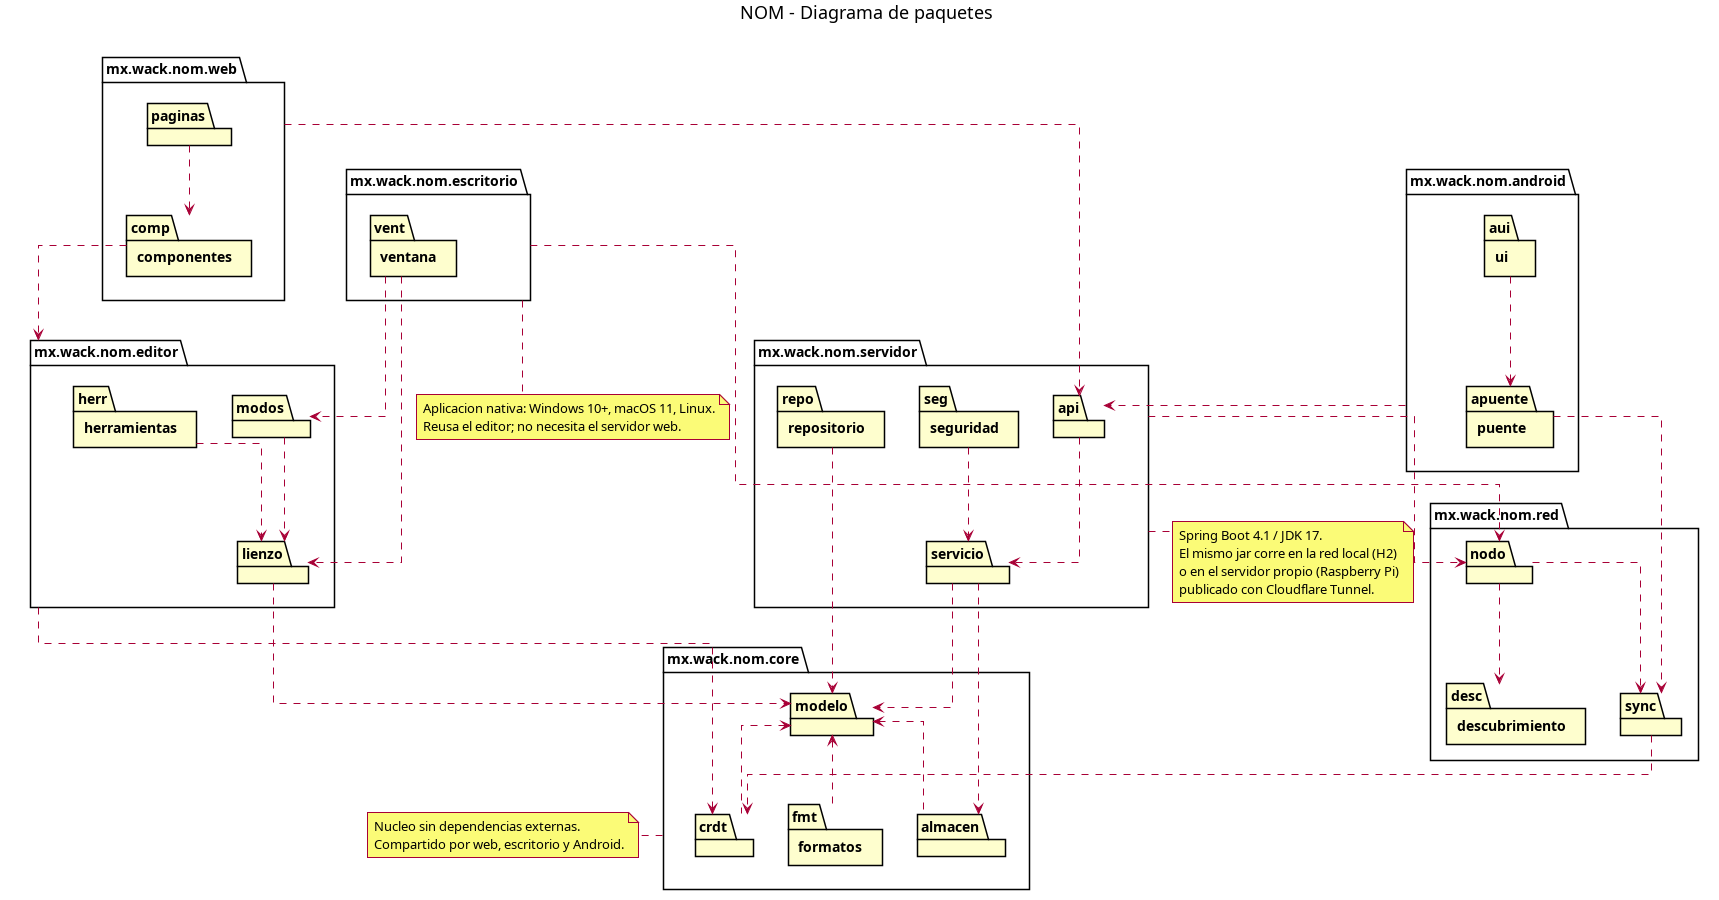 NOM - Diagrama de paquetes
mx.wack.nom.web
paginas
comp
componentes
mx.wack.nom.escritorio
vent
ventana
mx.wack.nom.android
aui
ui
apuente
puente
mx.wack.nom.editor
herr
herramientas
modos
lienzo
Aplicacion nativa: Windows 10+, macOS 11, Linux.
Reusa el editor; no necesita el servidor web.
mx.wack.nom.servidor
repo
repositorio
seg
seguridad
api
servicio
Spring Boot 4.1 / JDK 17.
El mismo jar corre en la red local (H2)
o en el servidor propio (Raspberry Pi)
publicado con Cloudflare Tunnel.
mx.wack.nom.red
nodo
desc
descubrimiento
sync
mx.wack.nom.core
modelo
crdt
fmt
formatos
almacen
Nucleo sin dependencias externas.
Compartido por web, escritorio y Android.